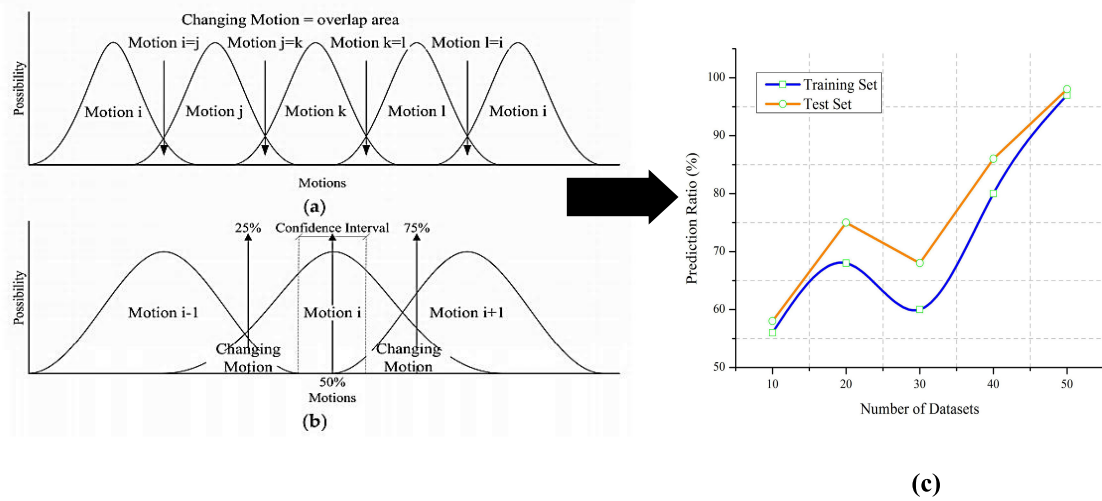 Changing Motion = overlap area
Motion i=j Motion j=k Motion k=l Motion l=i
Possibility
Motion i Motion j Motion k Motion l Motion i
Motions
(a)
25% Confidence Interval 75%
Possibility
Motion i-1 Motion i Motion i+1
Changing Motion Changing Motion
50%
Motions
(b)
100
90
80
70
60
50
Prediction Ratio (%)
Training Set
Test Set
10 20 30 40 50
Number of Datasets
(c)